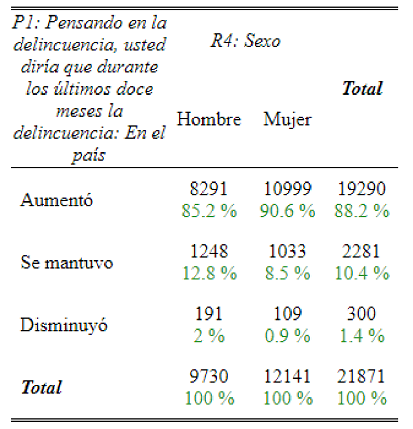 P1: Pensando en la
delincuencia, usted
diría que durante
los últimos doce
meses la
delincuencia: En el
país
R4: Sexo
Total
Hombre Mujer
Aumentó
8291 10999 19290
85.2 % 90.6 % 88.2 %
Se mantuvo
1248 1033 2281
12.8 % 8.5 % 10.4 %
Disminuyó
191 109 300
2 % 0.9 % 1.4 %
Total
9730 12141 21871
100 % 100 % 100 %